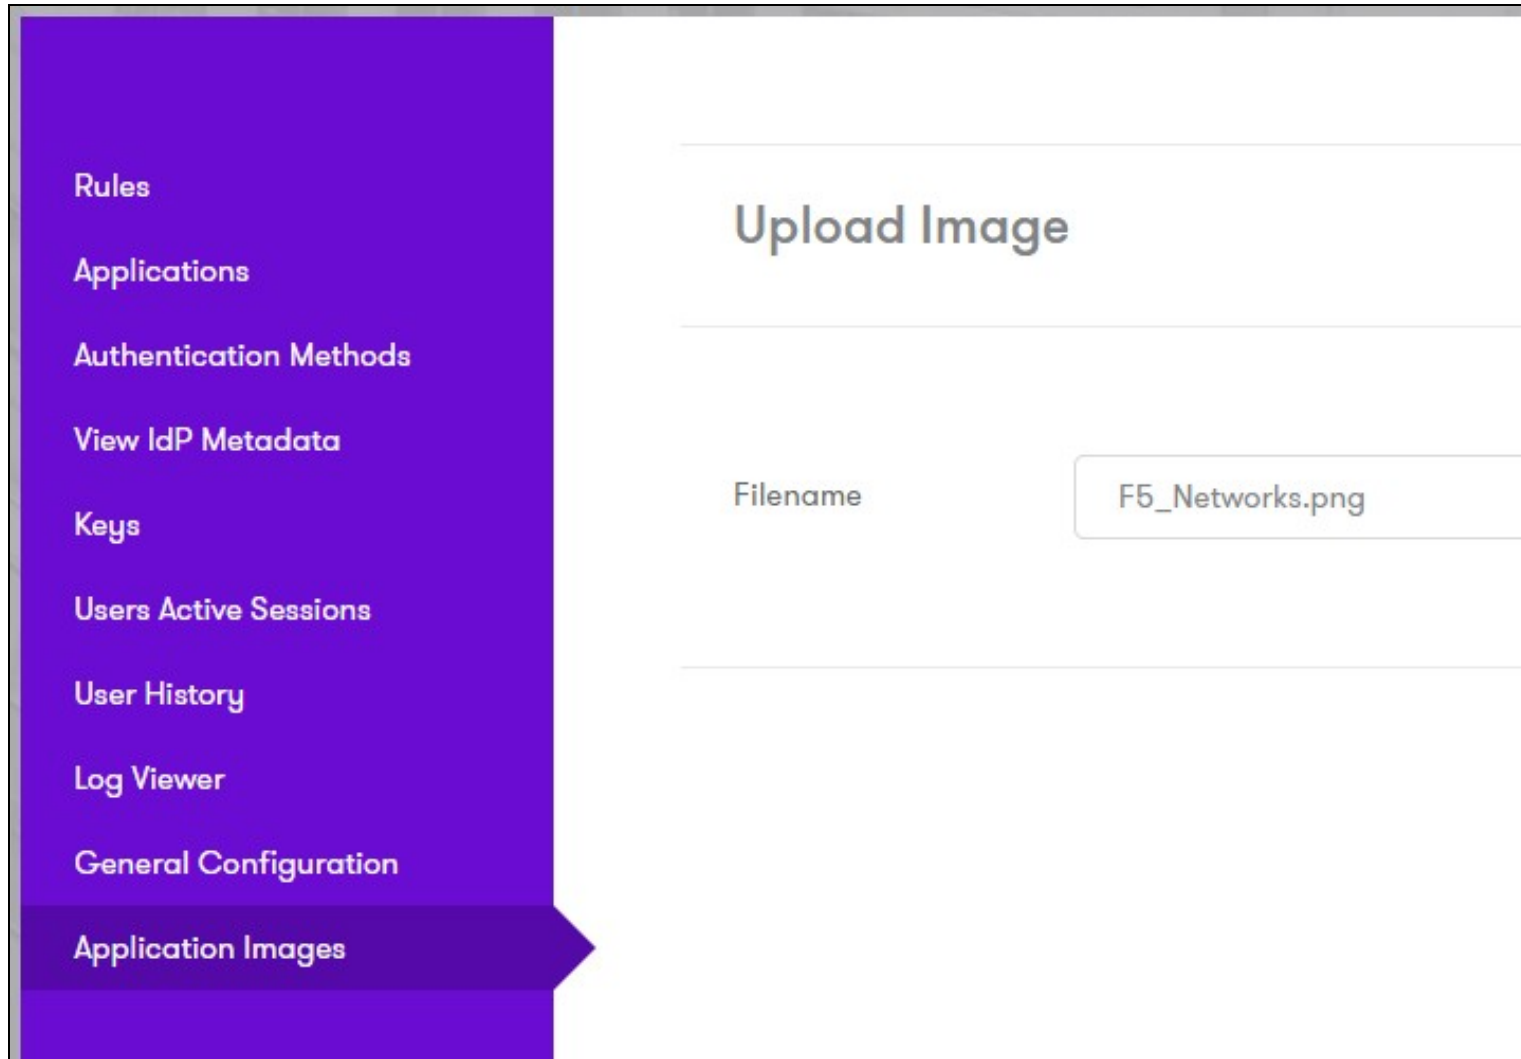 Rules
Applications
Authentication Methods
View IdP Metadata
Keys
Users Active Sessions
User History
Log Viewer
General Configuration
Application Images
Upload Image
Filename
F5_Networks.png